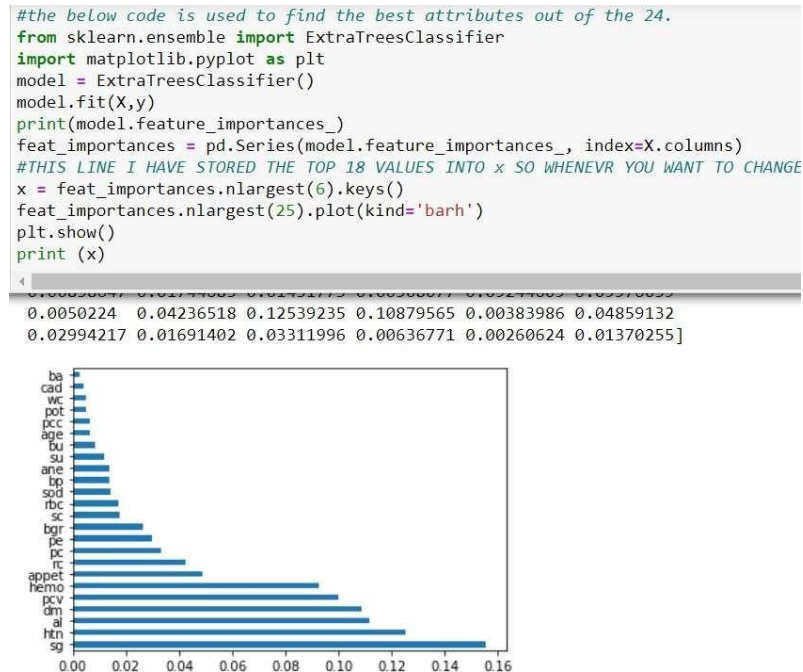 #the below code is used to find the best attributes out of the 24.
from sklearn.ensemble import ExtraTreesClassifier
import matplotlib.pyplot as plt
model = ExtraTreesClassifier()
model.fit(X,y)
print(model.feature_importances_)
feat_importances = pd.Series(model.feature_importances_, index=X.columns)
#THIS LINE I HAVE STORED THE TOP 18 VALUES INTO x SO WHENEVR YOU WANT TO CHANGE
x = feat_importances.nlargest(6).keys()
feat_importances.nlargest(25).plot(kind='barh')
plt.show()
print (x)
0.0050224 0.04236518 0.12539235 0.10879565 0.00383986 0.04859132
0.02994217 0.01691402 0.03311996 0.00636771 0.00260624 0.01370255]
ba
cad
wc
pot
pcc
age
bu
su
ane
bp
sod
rbc
sc
bgr
pe
pc
rc
appet
hemo
pcv
dm
al
htn
sg
0.00 0.02 0.04 0.06 0.08 0.10 0.12 0.14 0.16